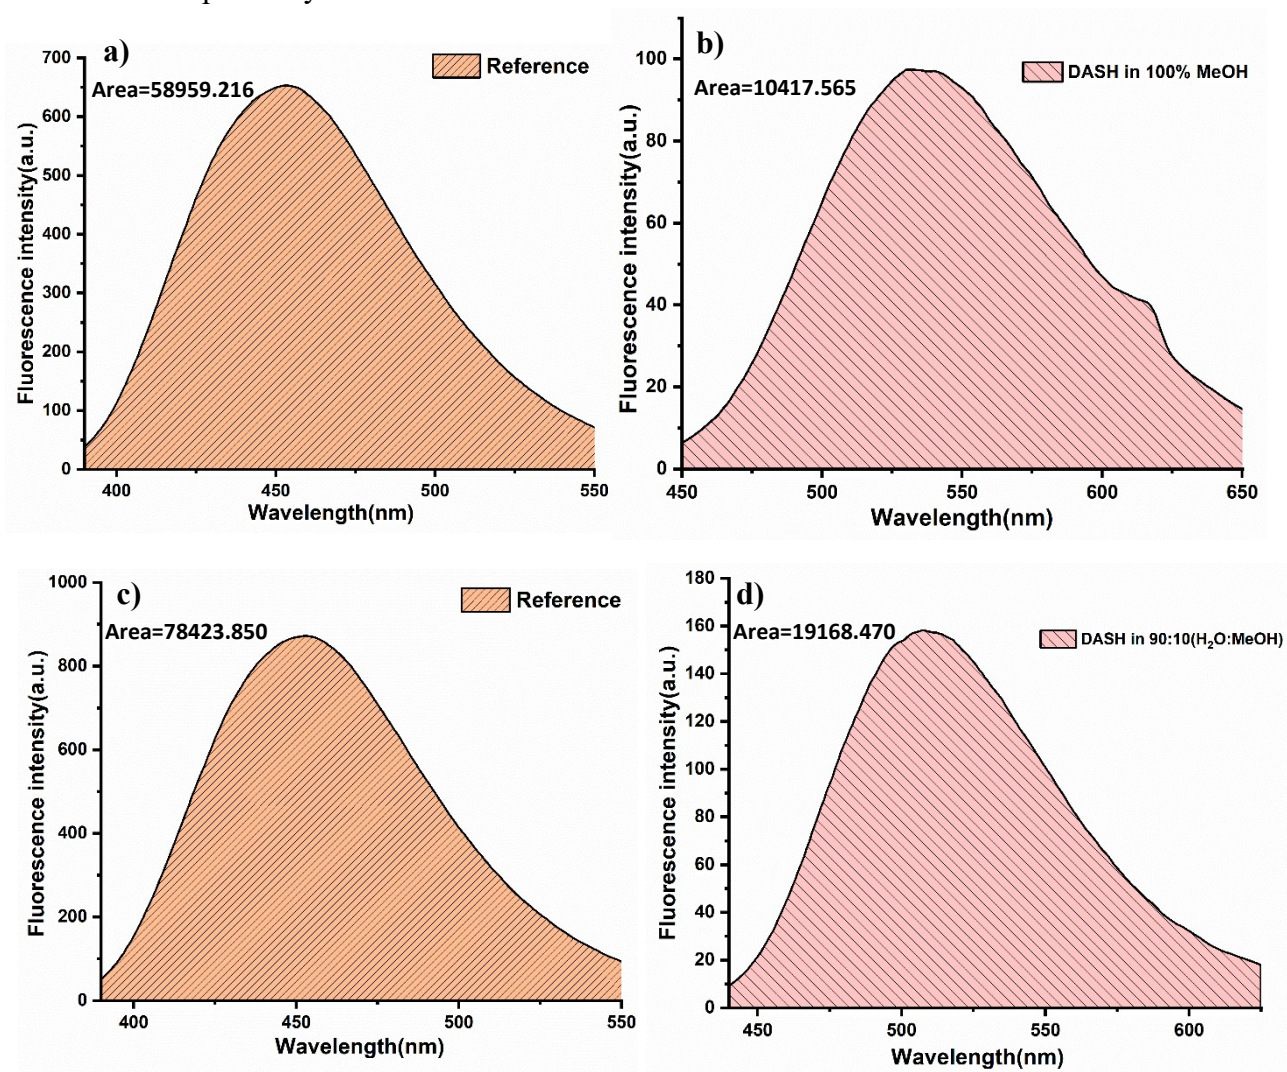 a)
Reference
Area=58959.216
Fluorescence intensity(a.u.)
700
600
500
400
300
200
100
0
400 450 500 550
Wavelength(nm)
b)
DASH in 100% MeOH
Area=10417.565
Fluorescence intensity(a.u.)
100
80
60
40
20
0
450 500 550 600 650
Wavelength(nm)
c)
Reference
Area=78423.850
Fluorescence intensity(a.u.)
1000
800
600
400
200
0
400 450 500 550
Wavelength(nm)
d)
DASH in 90:10(H₂O:MeOH)
Area=19168.470
Fluorescence intensity(a.u.)
180
160
140
120
100
80
60
40
20
0
450 500 550 600
Wavelength(nm)